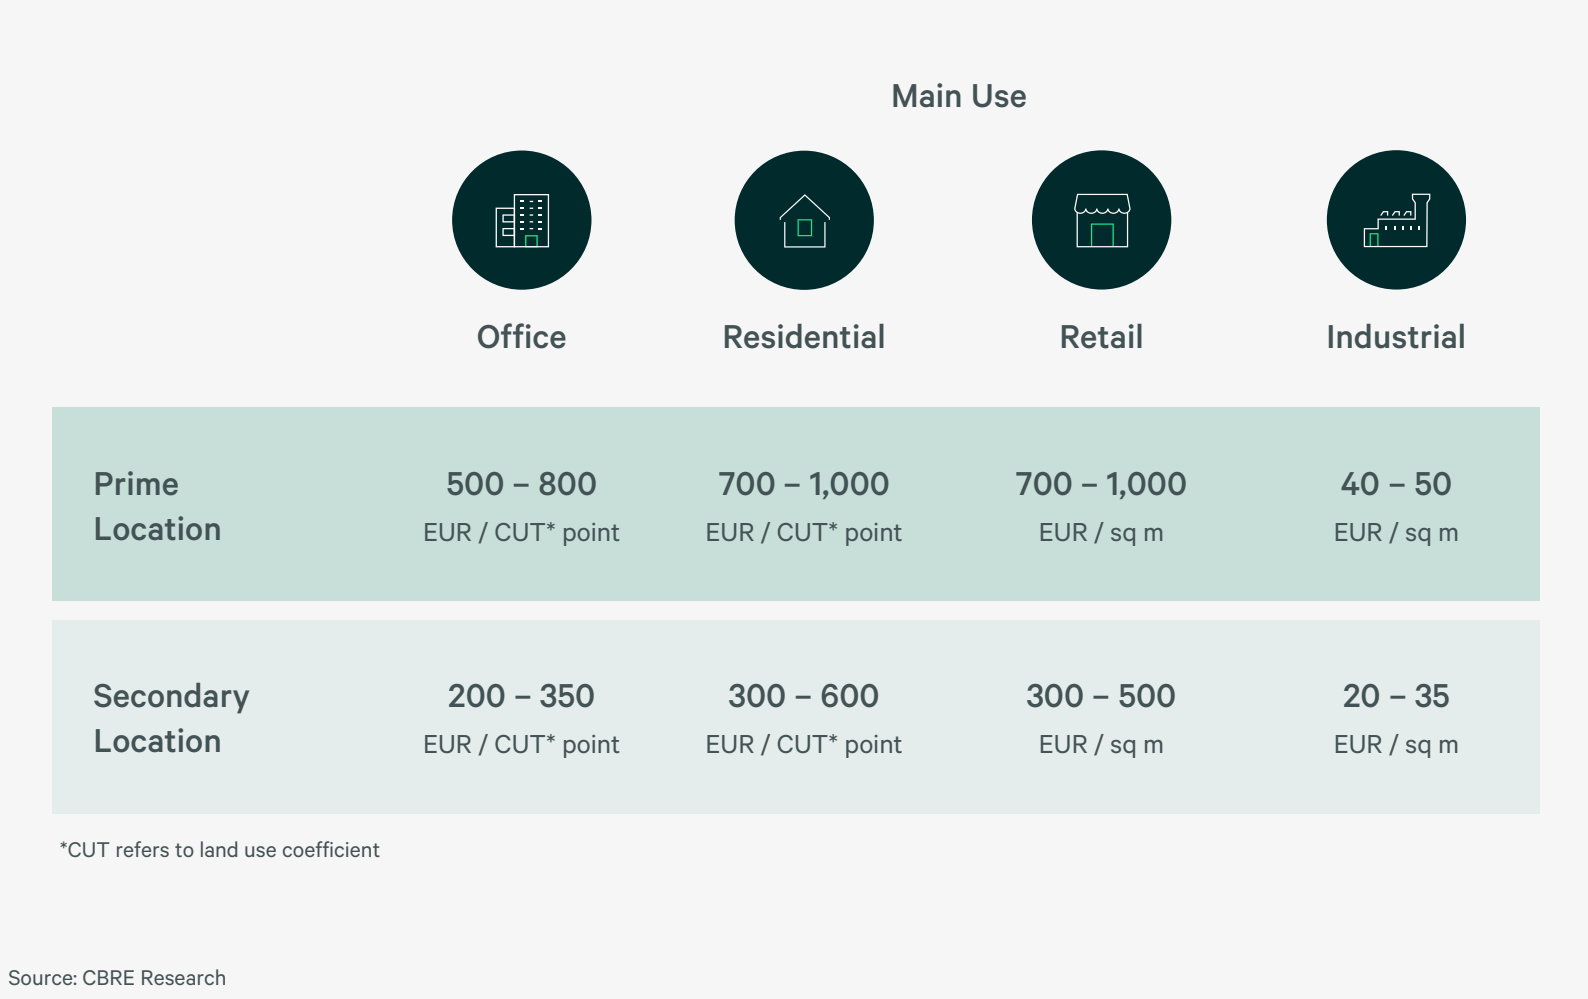 Main Use
Office
Residential
Retail
Industrial
Prime
Location
500 – 800
EUR / CUT* point
700 – 1,000
EUR / CUT* point
700 – 1,000
EUR / sq m
40 – 50
EUR / sq m
Secondary
Location
200 – 350
EUR / CUT* point
300 – 600
EUR / CUT* point
300 – 500
EUR / sq m
20 – 35
EUR / sq m
*CUT refers to land use coefficient
Source: CBRE Research